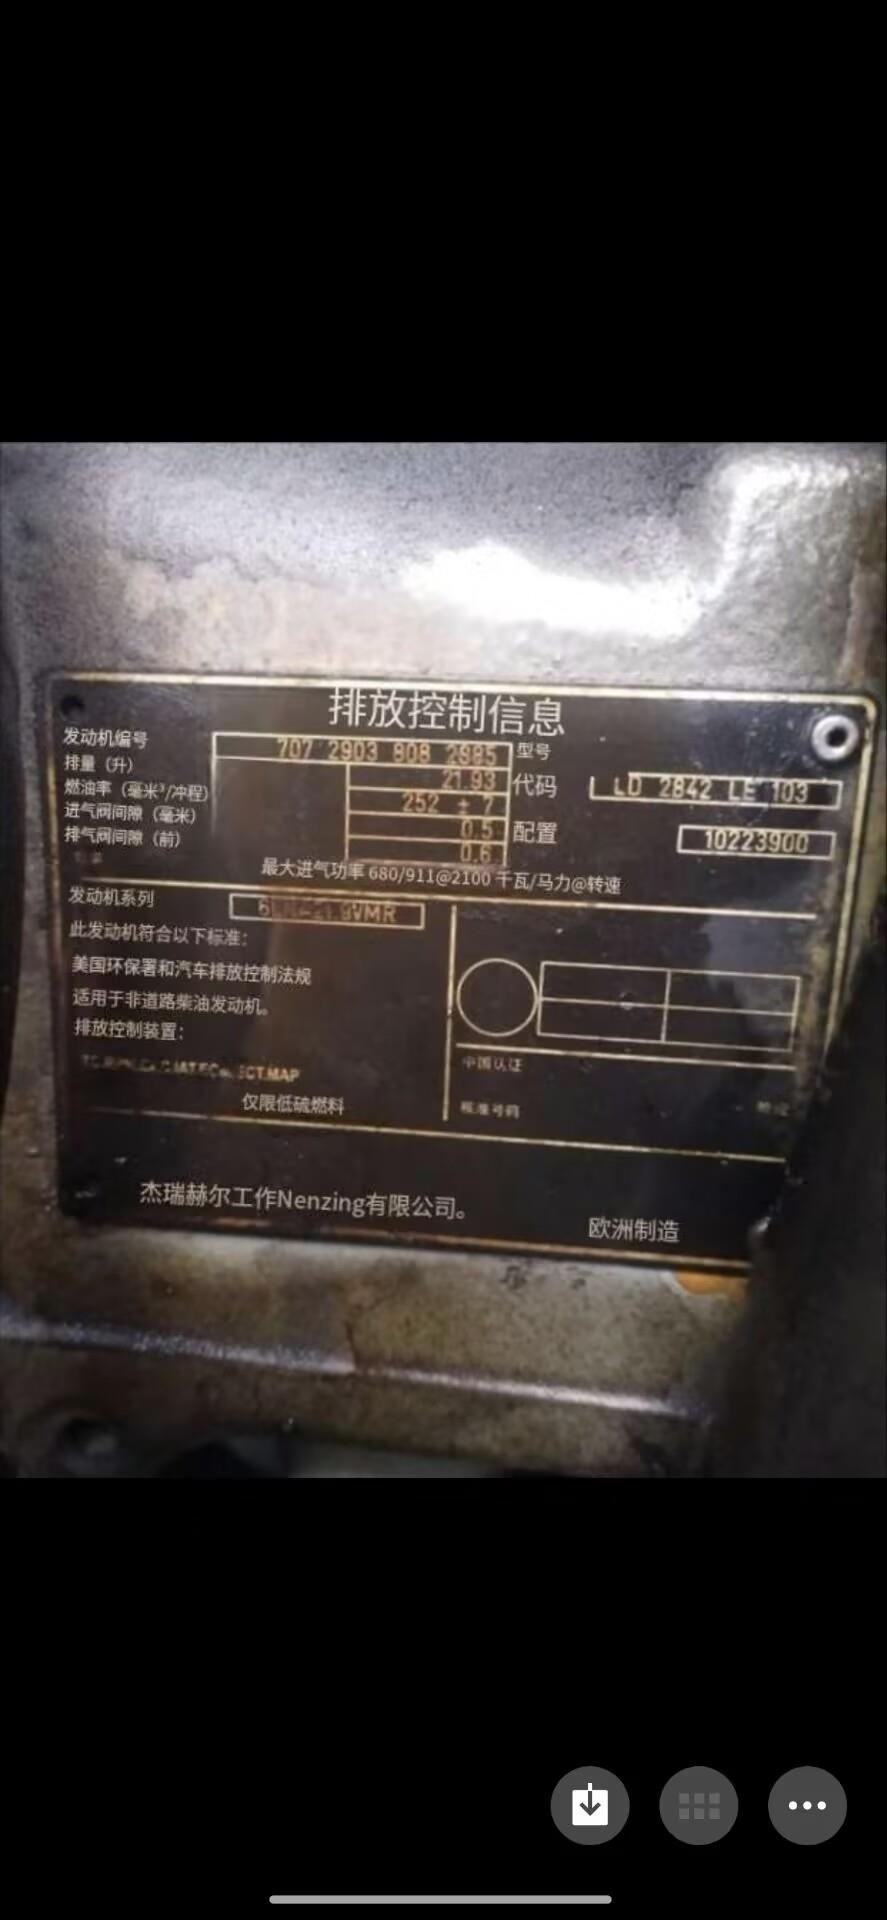 排放控制信息
发动机编号 707 2903 808 2985 型号
排量（升） 21.93 代码 LD 2842 LE 103
燃油率（毫米³/冲程） 252 ± 7
进气阀间隙（毫米） 0.5 配置 10223900
排气阀间隙（前） 0.6
最大进气功率 680/911@2100 千瓦/马力@转速
发动机系列
此发动机符合以下标准：
美国环保署和汽车排放控制法规
适用于非道路柴油发动机。
排放控制装置：
中国认证
仅限低硫燃料
核准号码
杰瑞赫尔工作Nenzing有限公司。
欧洲制造